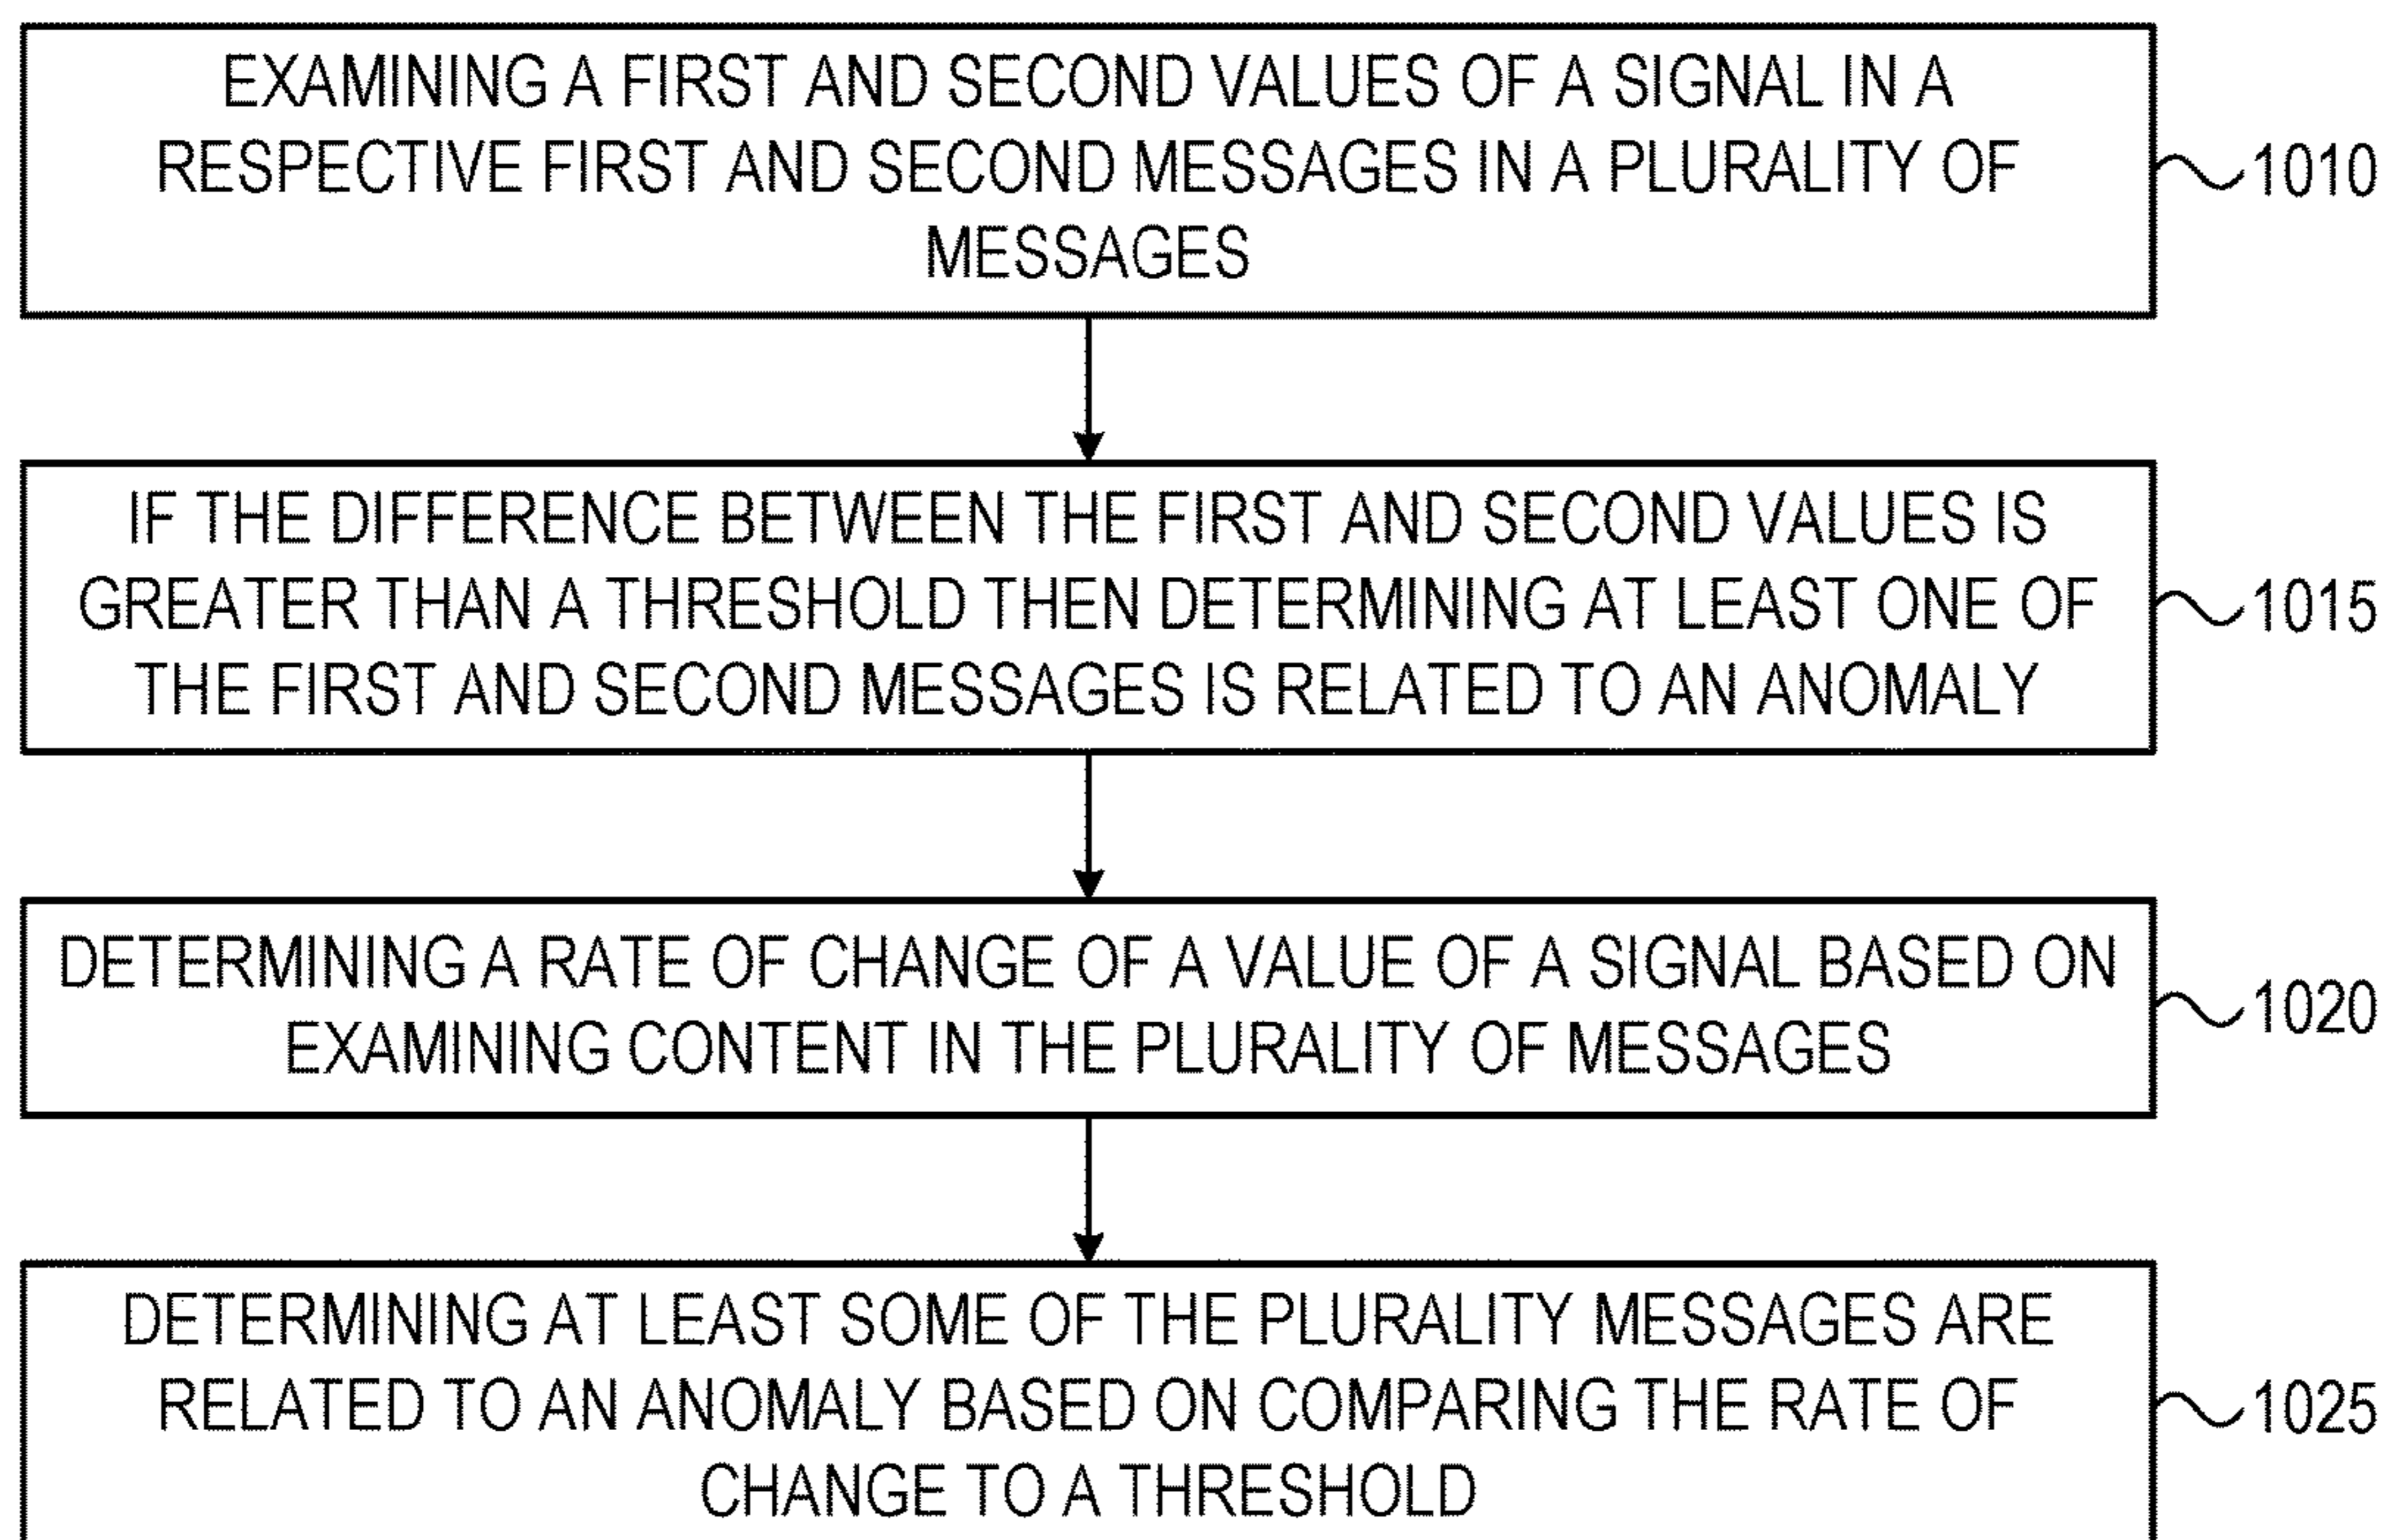 EXAMINING A FIRST AND SECOND VALUES OF A SIGNAL IN A
RESPECTIVE FIRST AND SECOND MESSAGES IN A PLURALITY OF
MESSAGES
1010
IF THE DIFFERENCE BETWEEN THE FIRST AND SECOND VALUES IS
GREATER THAN A THRESHOLD THEN DETERMINING AT LEAST ONE OF
THE FIRST AND SECOND MESSAGES IS RELATED TO AN ANOMALY
1015
DETERMINING A RATE OF CHANGE OF A VALUE OF A SIGNAL BASED ON
EXAMINING CONTENT IN THE PLURALITY OF MESSAGES
1020
DETERMINING AT LEAST SOME OF THE PLURALITY MESSAGES ARE
RELATED TO AN ANOMALY BASED ON COMPARING THE RATE OF
CHANGE TO A THRESHOLD
1025